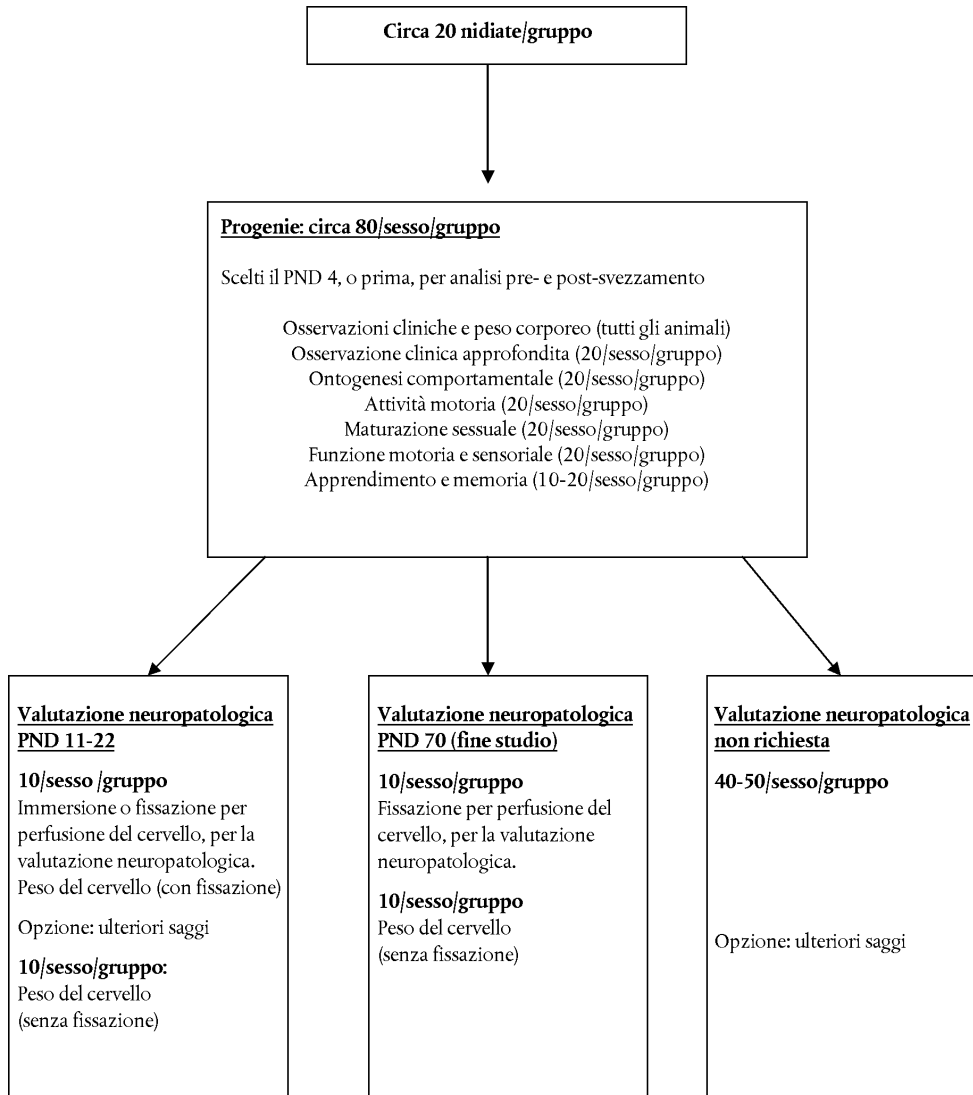 Circa 20 nidiate/gruppo
Progenie: circa 80/sesso/gruppo
Scelti il PND 4, o prima, per analisi pre- e post-svezzamento
Osservazioni cliniche e peso corporeo (tutti gli animali)
Osservazione clinica approfondita (20/sesso/gruppo)
Ontogenesi comportamentale (20/sesso/gruppo)
Attività motoria (20/sesso/gruppo)
Maturazione sessuale (20/sesso/gruppo)
Funzione motoria e sensoriale (20/sesso/gruppo)
Apprendimento e memoria (10-20/sesso/gruppo)
Valutazione neuropatologica
PND 11-22
10/sesso /gruppo
Immersione o fissazione per
perfusione del cervello, per la
valutazione neuropatologica.
Peso del cervello (con fissazione)
Opzione: ulteriori saggi
10/sesso/gruppo:
Peso del cervello
(senza fissazione)
Valutazione neuropatologica
PND 70 (fine studio)
10/sesso/gruppo
Fissazione per perfusione del
cervello, per la valutazione
neuropatologica.
10/sesso/gruppo
Peso del cervello
(senza fissazione)
Valutazione neuropatologica
non richiesta
40-50/sesso/gruppo
Opzione: ulteriori saggi